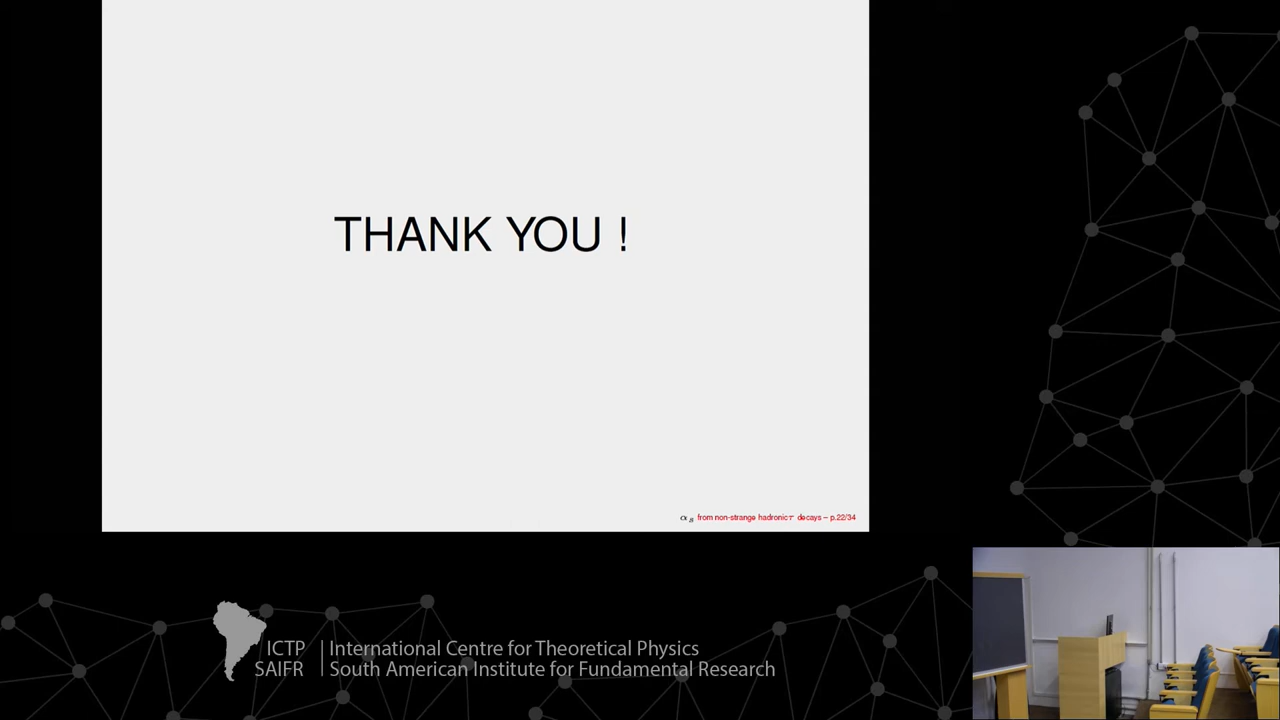 THANK YOU !
α_s from non-strange hadronic τ decays – p.22/34
ICTP
SAIFR
International Centre for Theoretical Physics
South American Institute for Fundamental Research